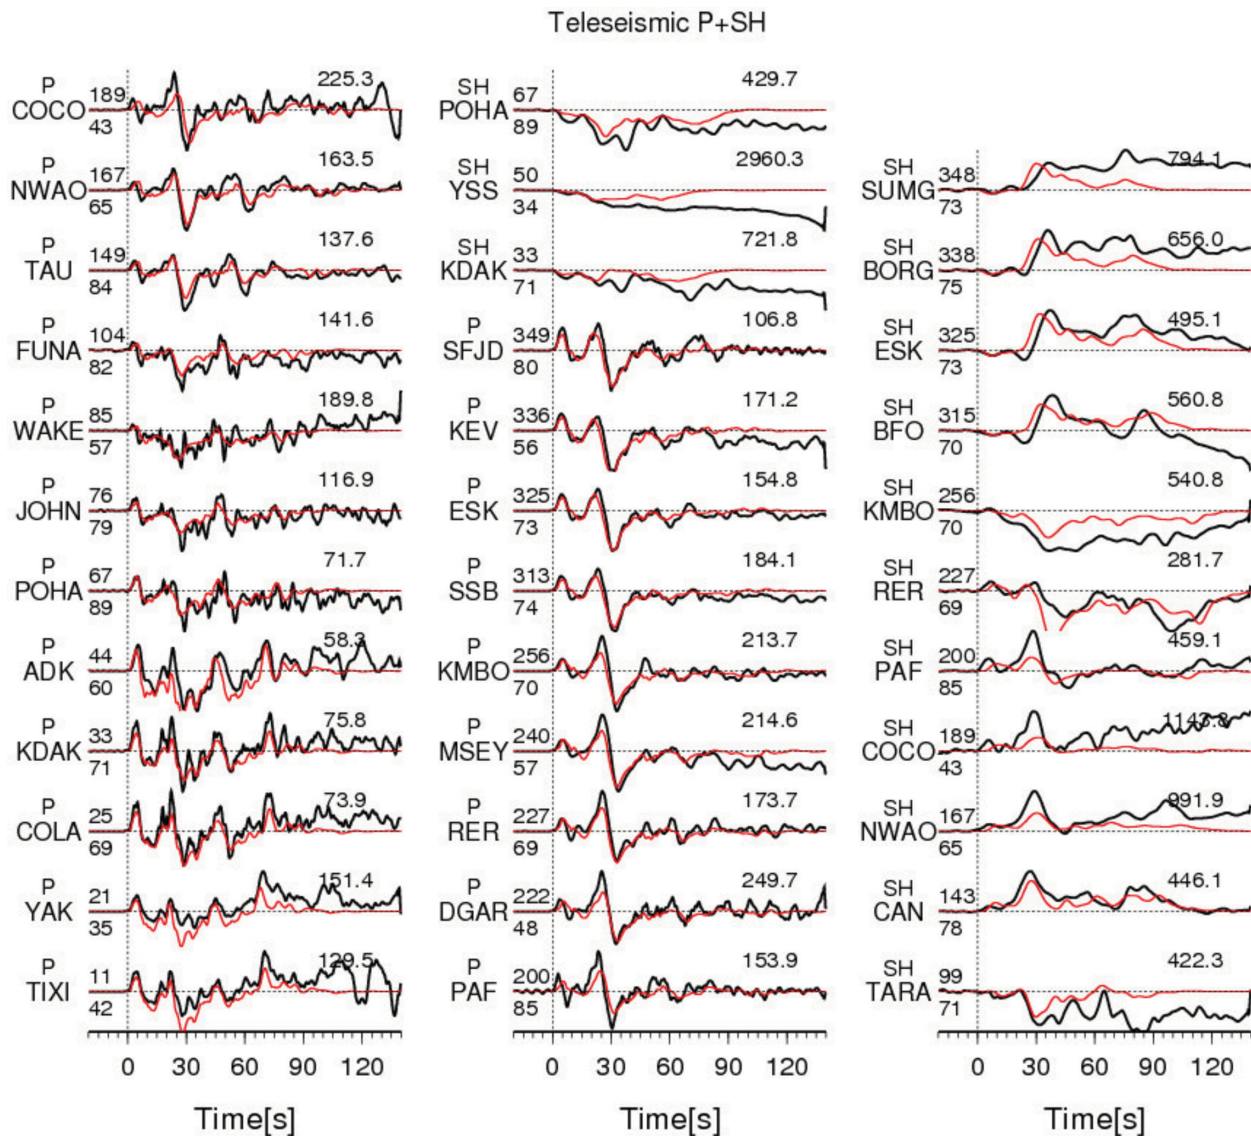 Teleseismic P+SH
P
COCO 189 43 225.3
P
NWAO 167 65 163.5
P
TAU 149 84 137.6
P
FUNA 104 82 141.6
P
WAKE 85 57 189.8
P
JOHN 76 79 116.9
P
POHA 67 89 71.7
P
ADK 44 60 58.3
P
KDAK 33 71 75.8
P
COLA 25 69 73.9
P
YAK 21 35 151.4
P
TIXI 11 42 129.5
0 30 60 90 120
Time[s]
SH
POHA 67 89 429.7
SH
YSS 50 34 2960.3
SH
KDAK 33 71 721.8
P
SFJD 349 80 106.8
P
KEV 336 56 171.2
P
ESK 325 73 154.8
P
SSB 313 74 184.1
P
KMBO 256 70 213.7
P
MSEY 240 57 214.6
P
RER 227 69 173.7
P
DGAR 222 48 249.7
P
PAF 200 85 153.9
0 30 60 90 120
Time[s]
SH
SUMG 348 73 794.1
SH
BORG 338 75 656.0
SH
ESK 325 73 495.1
SH
BFO 315 70 560.8
SH
KMBO 256 70 540.8
SH
RER 227 69 281.7
SH
PAF 200 85 459.1
SH
COCO 189 43 1143.8
SH
NWAO 167 65 991.9
SH
CAN 143 78 446.1
SH
TARA 99 71 422.3
0 30 60 90 120
Time[s]